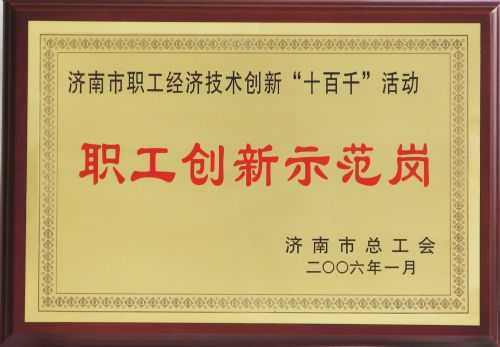 济南市职工经济技术创新“十百千”活动
职工创新示范岗
济南市总工会
二〇〇六年一月